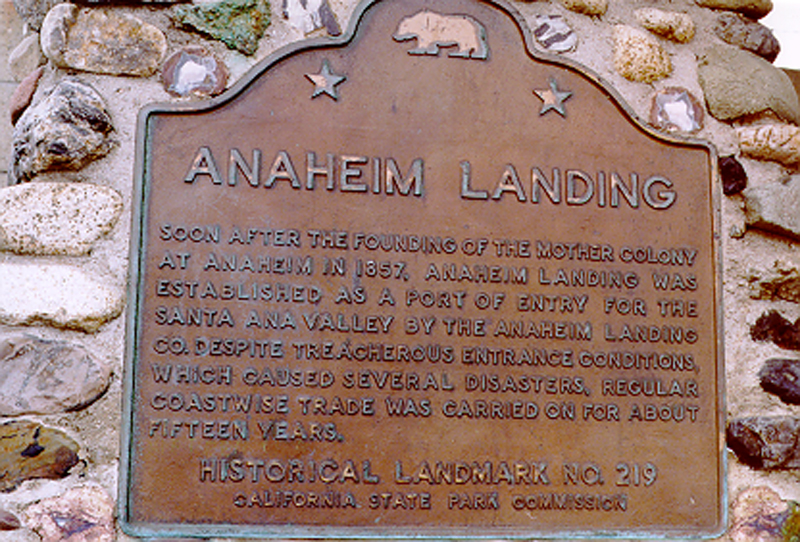 ANAHEIM LANDING
SOON AFTER THE FOUNDING OF THE MOTHER COLONY
AT ANAHEIM IN 1857, ANAHEIM LANDING WAS
ESTABLISHED AS A PORT OF ENTRY FOR THE
SANTA ANA VALLEY BY THE ANAHEIM LANDING
CO. DESPITE TREACHEROUS ENTRANCE CONDITIONS,
WHICH CAUSED SEVERAL DISASTERS, REGULAR
COASTWISE TRADE WAS CARRIED ON FOR ABOUT
FIFTEEN YEARS.
HISTORICAL LANDMARK NO. 219
CALIFORNIA STATE PARK COMMISSION